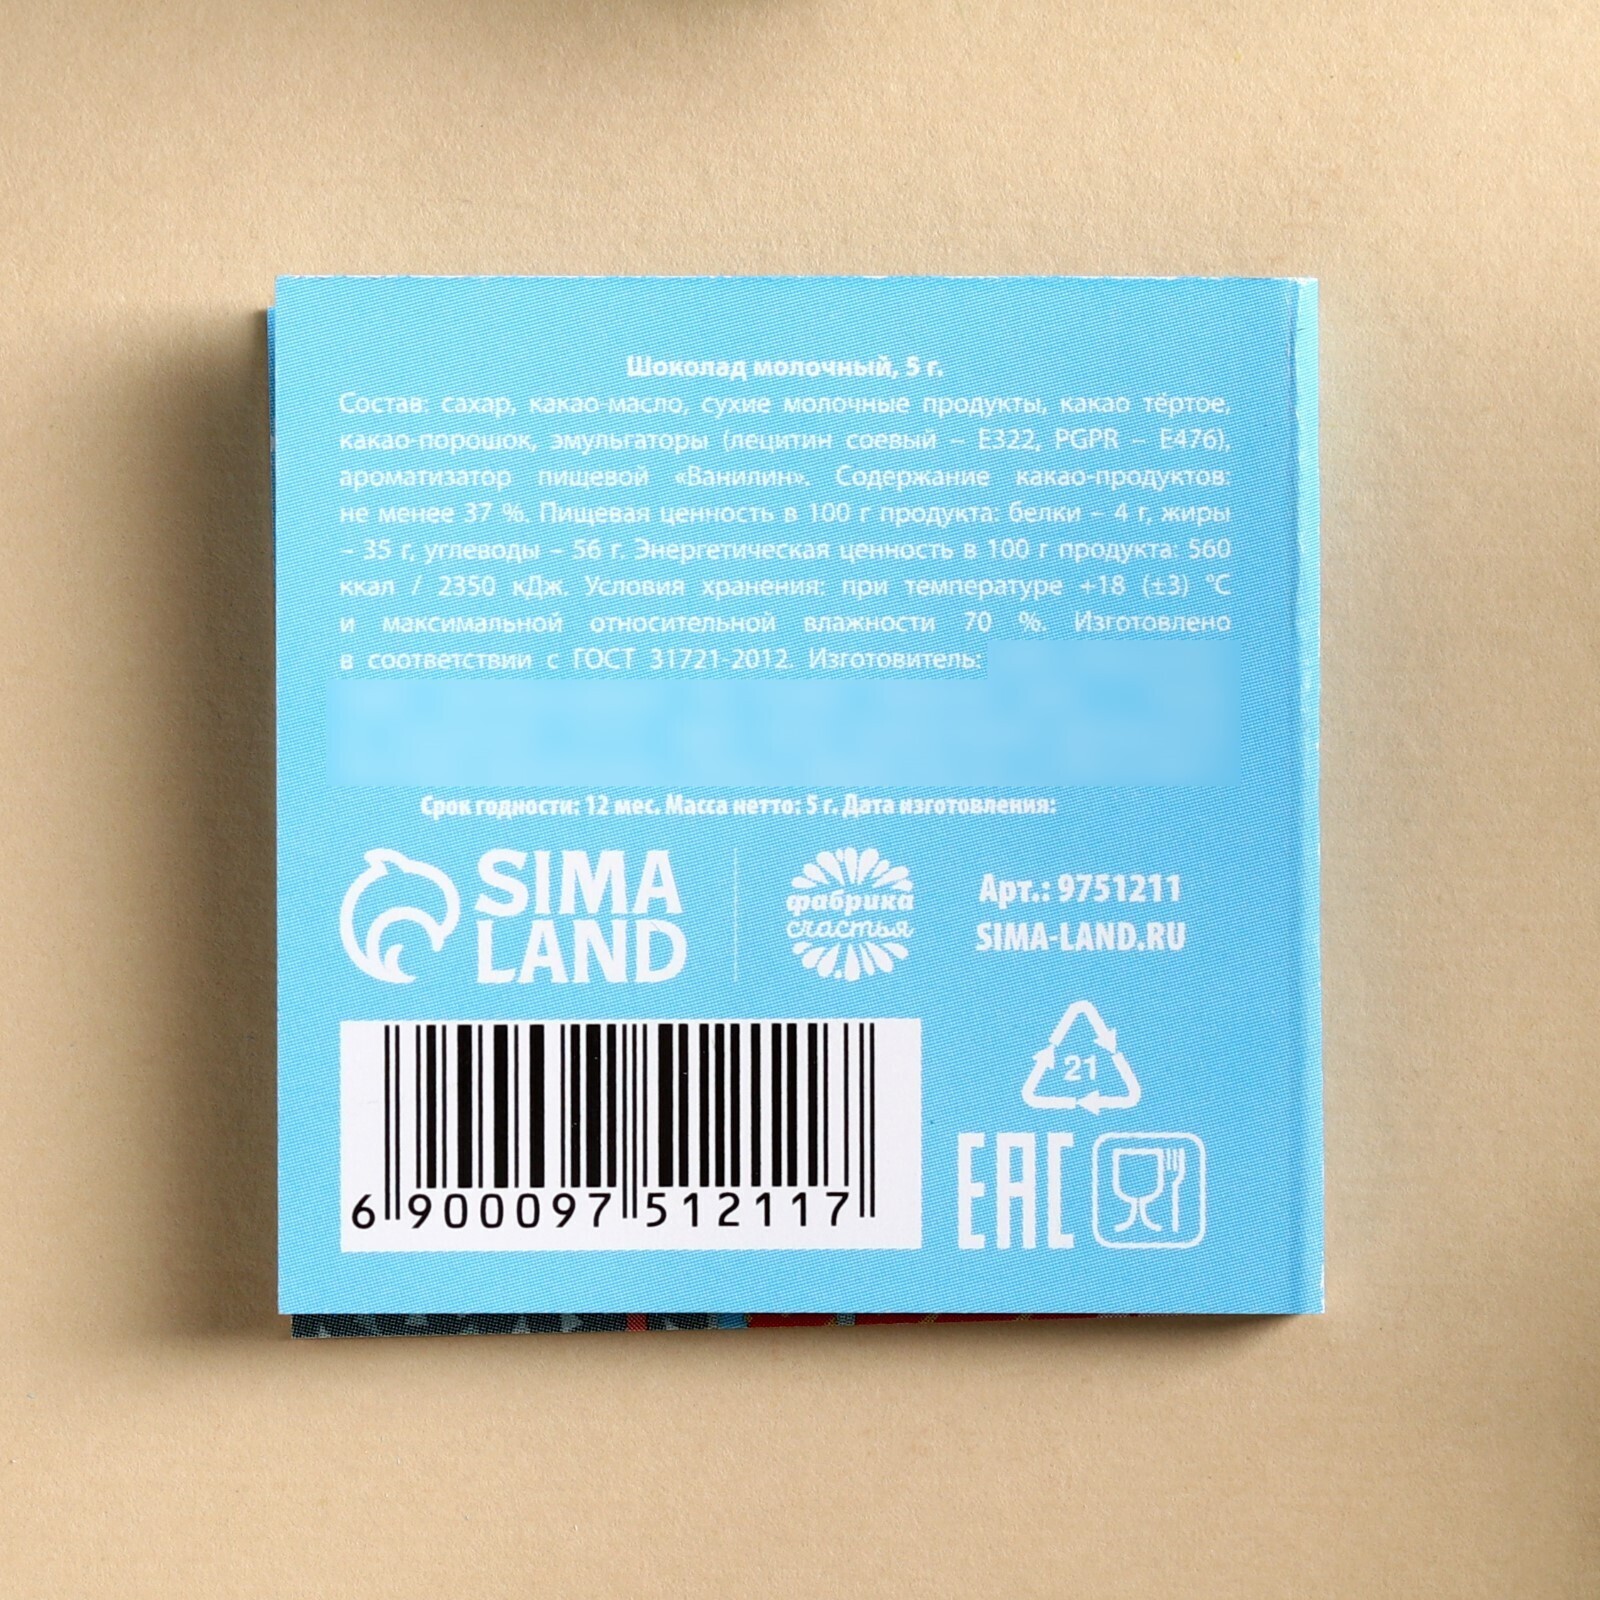 Шоколад молочный, 5 г.
Состав: сахар, какао-масло, сухие молочные продукты, какао тёртое,
какао-порошок, эмульгаторы (лецитин соевый – Е322, PGPR – Е476),
ароматизатор пищевой «Ванилин». Содержание какао-продуктов:
не менее 37 %. Пищевая ценность в 100 г продукта: белки – 4 г, жиры
– 35 г, углеводы – 56 г. Энергетическая ценность в 100 г продукта: 560
ккал / 2350 кДж. Условия хранения: при температуре +18 (±3) °С
и максимальной относительной влажности 70 %. Изготовлено
в соответствии с ГОСТ 31721-2012. Изготовитель:
Срок годности: 12 мес. Масса нетто: 5 г. Дата изготовления:
SIMA
LAND
фабрика
счастья
Арт.: 9751211
SIMA-LAND.RU
21
EAC
6 900097 512117